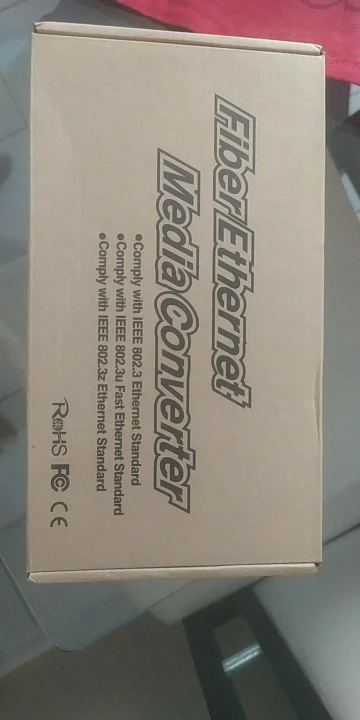 Fiber Ethernet
Media Converter
●Comply with IEEE 802.3 Ethernet Standard
●Comply with IEEE 802.3u Fast Ethernet Standard
●Comply with IEEE 802.3z Ethernet Standard
RoHS FC CE